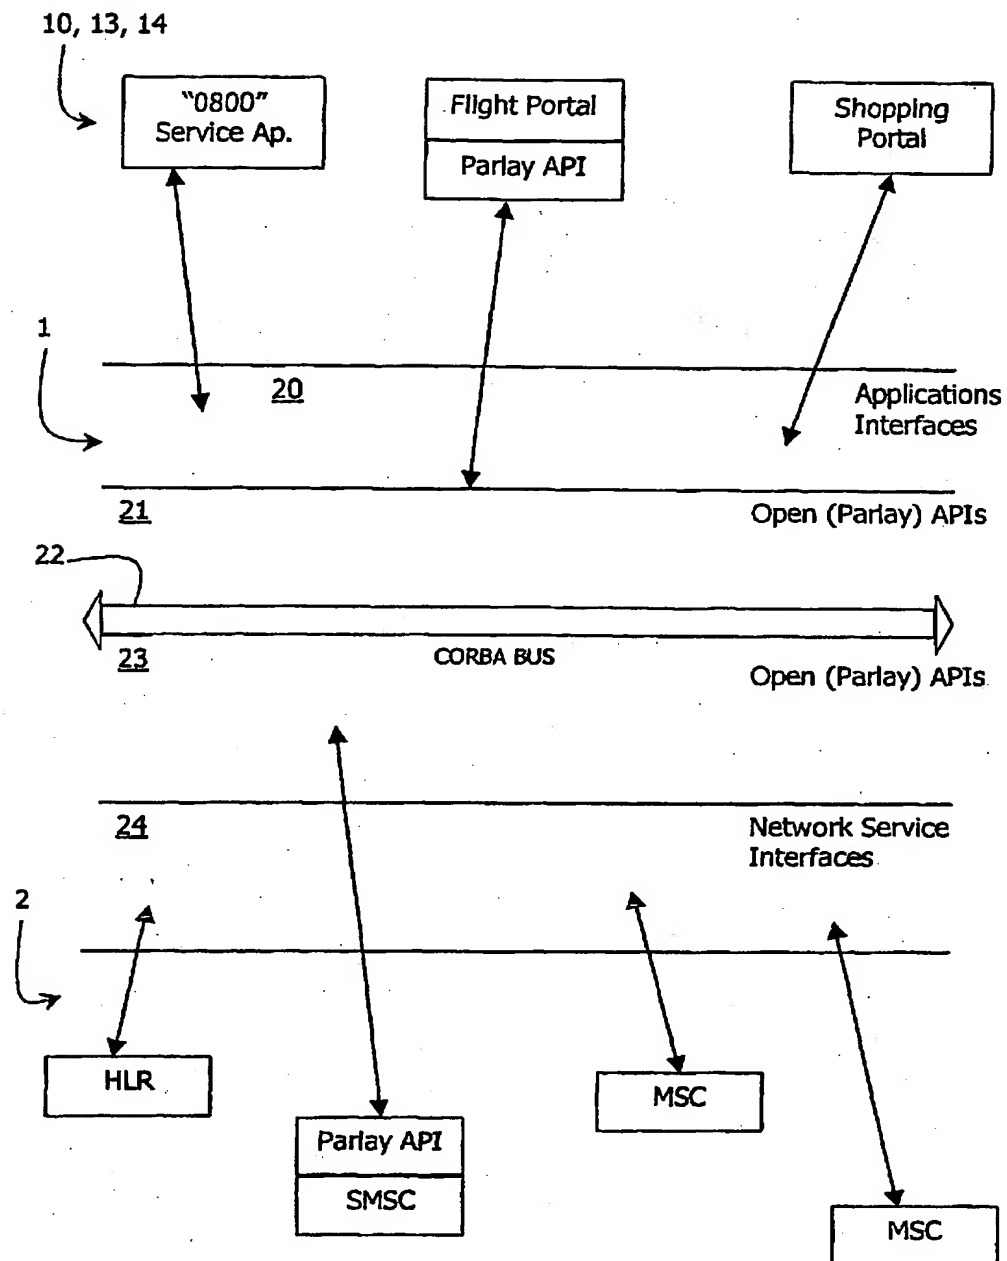 10, 13, 14
"0800"
Service Ap.
Flight Portal
Parlay API
Shopping
Portal
1
20
Applications
Interfaces
21
Open (Parlay) APIs
22
23
CORBA BUS
Open (Parlay) APIs
24
Network Service
Interfaces
2
HLR
MSC
Parlay API
SMSC
MSC